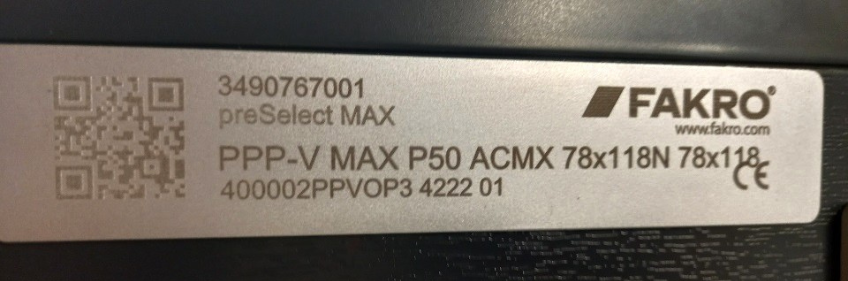 3490767001
preSelect MAX
FAKRO®
www.fakro.com
PPP-V MAX P50 ACMX 78x118N 78x118
CE
400002PPVOP3 4222 01